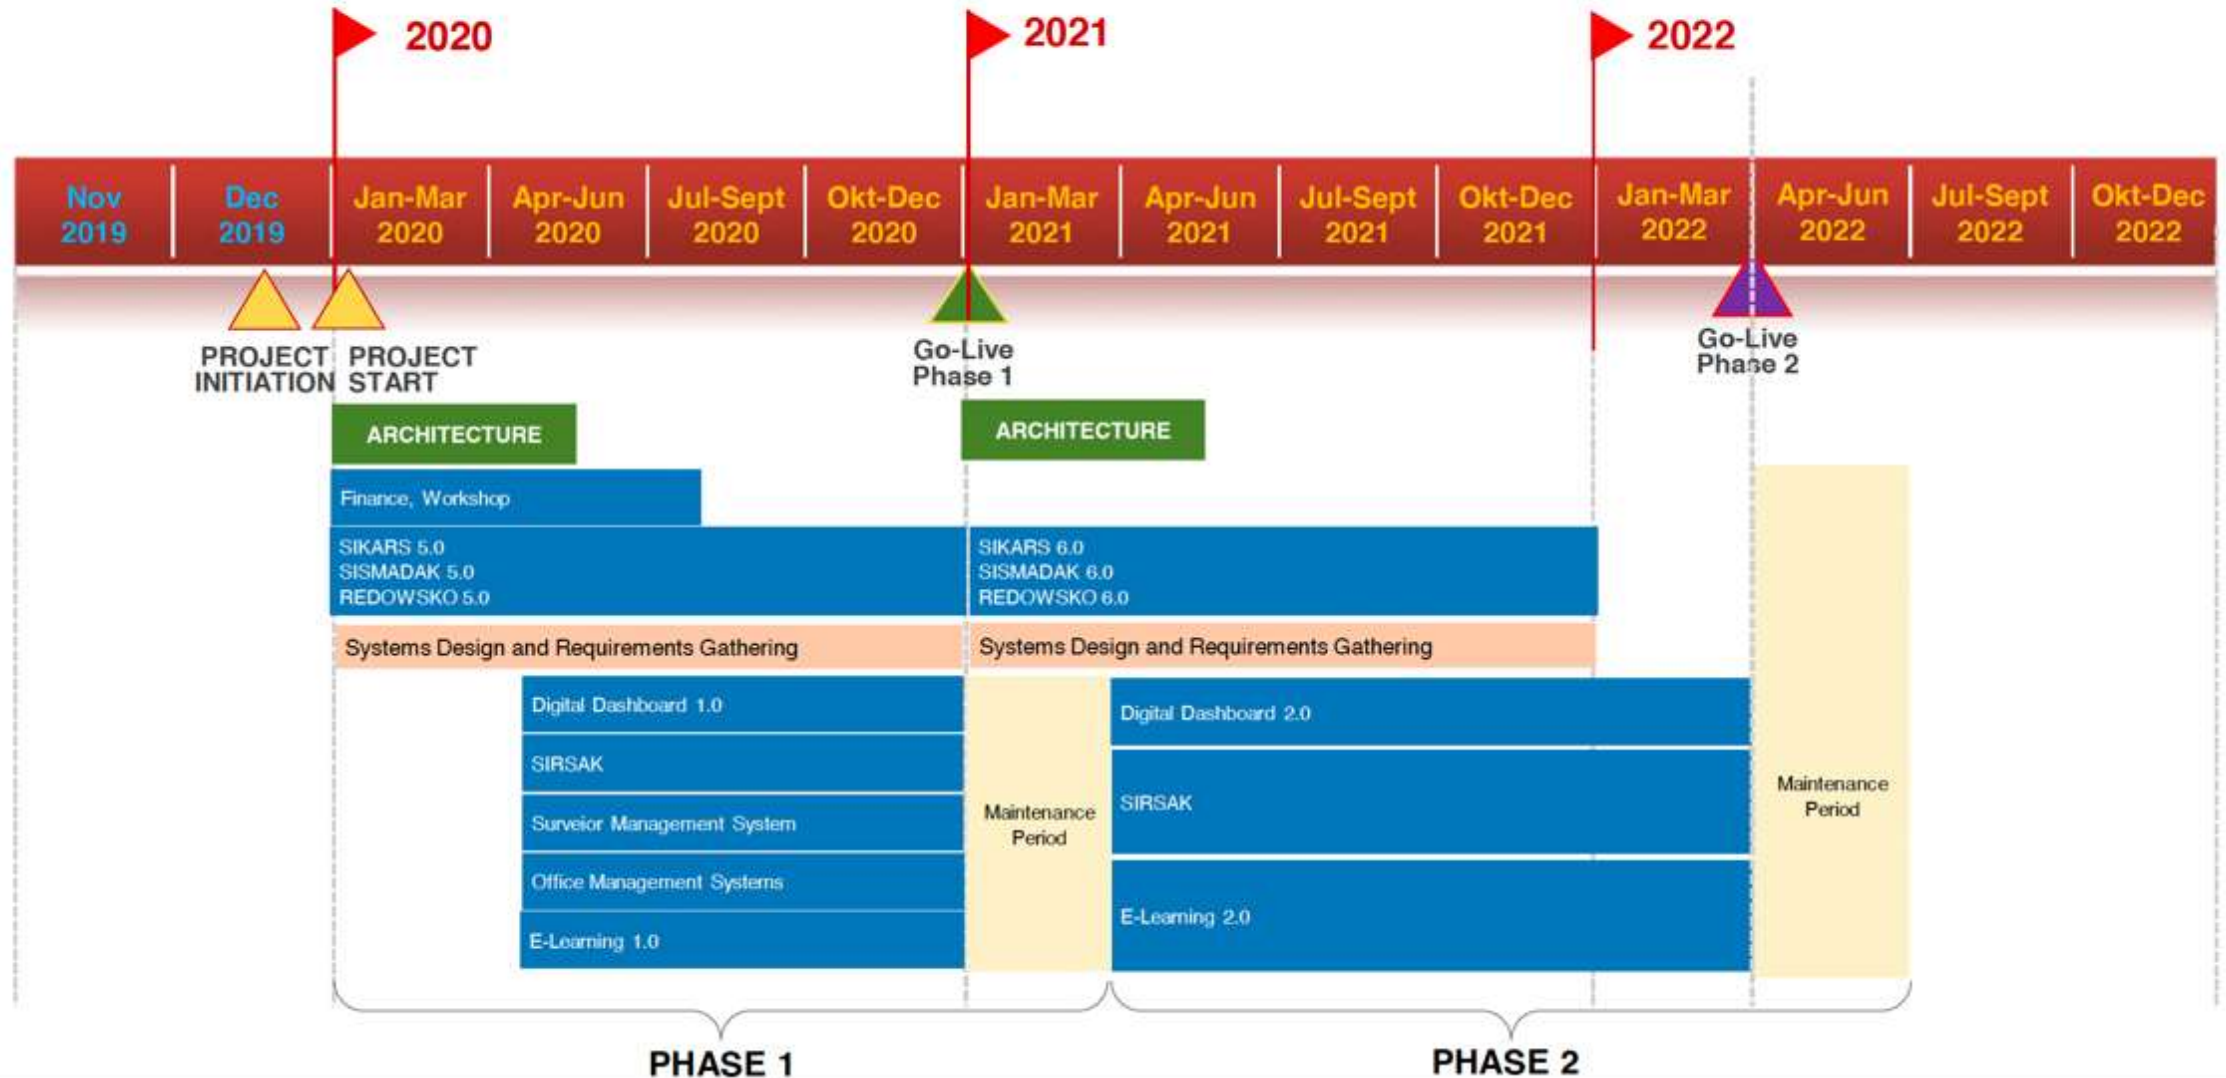 2020
2021
2022
Nov
2019
Dec
2019
Jan-Mar
2020
Apr-Jun
2020
Jul-Sept
2020
Okt-Dec
2020
Jan-Mar
2021
Apr-Jun
2021
Jul-Sept
2021
Okt-Dec
2021
Jan-Mar
2022
Apr-Jun
2022
Jul-Sept
2022
Okt-Dec
2022
PROJECT
INITIATION
PROJECT
START
Go-Live
Phase 1
Go-Live
Phase 2
ARCHITECTURE
ARCHITECTURE
Finance, Workshop
SIKARS 5.0
SISMADAK 5.0
REDOWSKO 5.0
SIKARS 6.0
SISMADAK 6.0
REDOWSKO 6.0
Systems Design and Requirements Gathering
Systems Design and Requirements Gathering
Digital Dashboard 1.0
SIRSAK
Surveior Management System
Office Management Systems
E-Learning 1.0
Maintenance
Period
Digital Dashboard 2.0
SIRSAK
E-Learning 2.0
Maintenance
Period
PHASE 1
PHASE 2